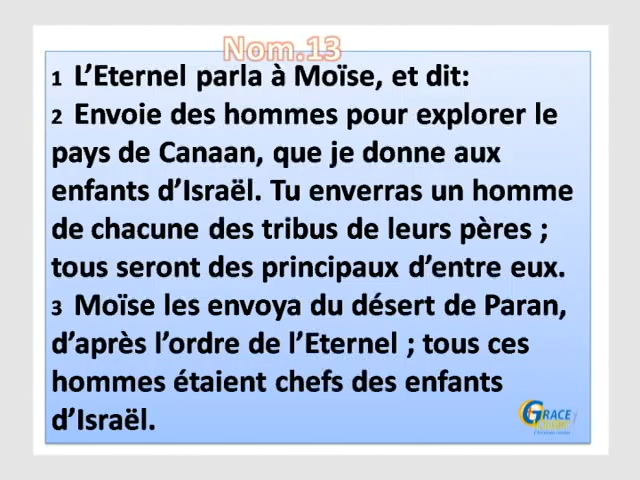 Nom.13
1 L’Eternel parla à Moïse, et dit:
2 Envoie des hommes pour explorer le
pays de Canaan, que je donne aux
enfants d’Israël. Tu enverras un homme
de chacune des tribus de leurs pères ;
tous seront des principaux d’entre eux.
3 Moïse les envoya du désert de Paran,
d’après l’ordre de l’Eternel ; tous ces
hommes étaient chefs des enfants
d’Israël.
GRACE